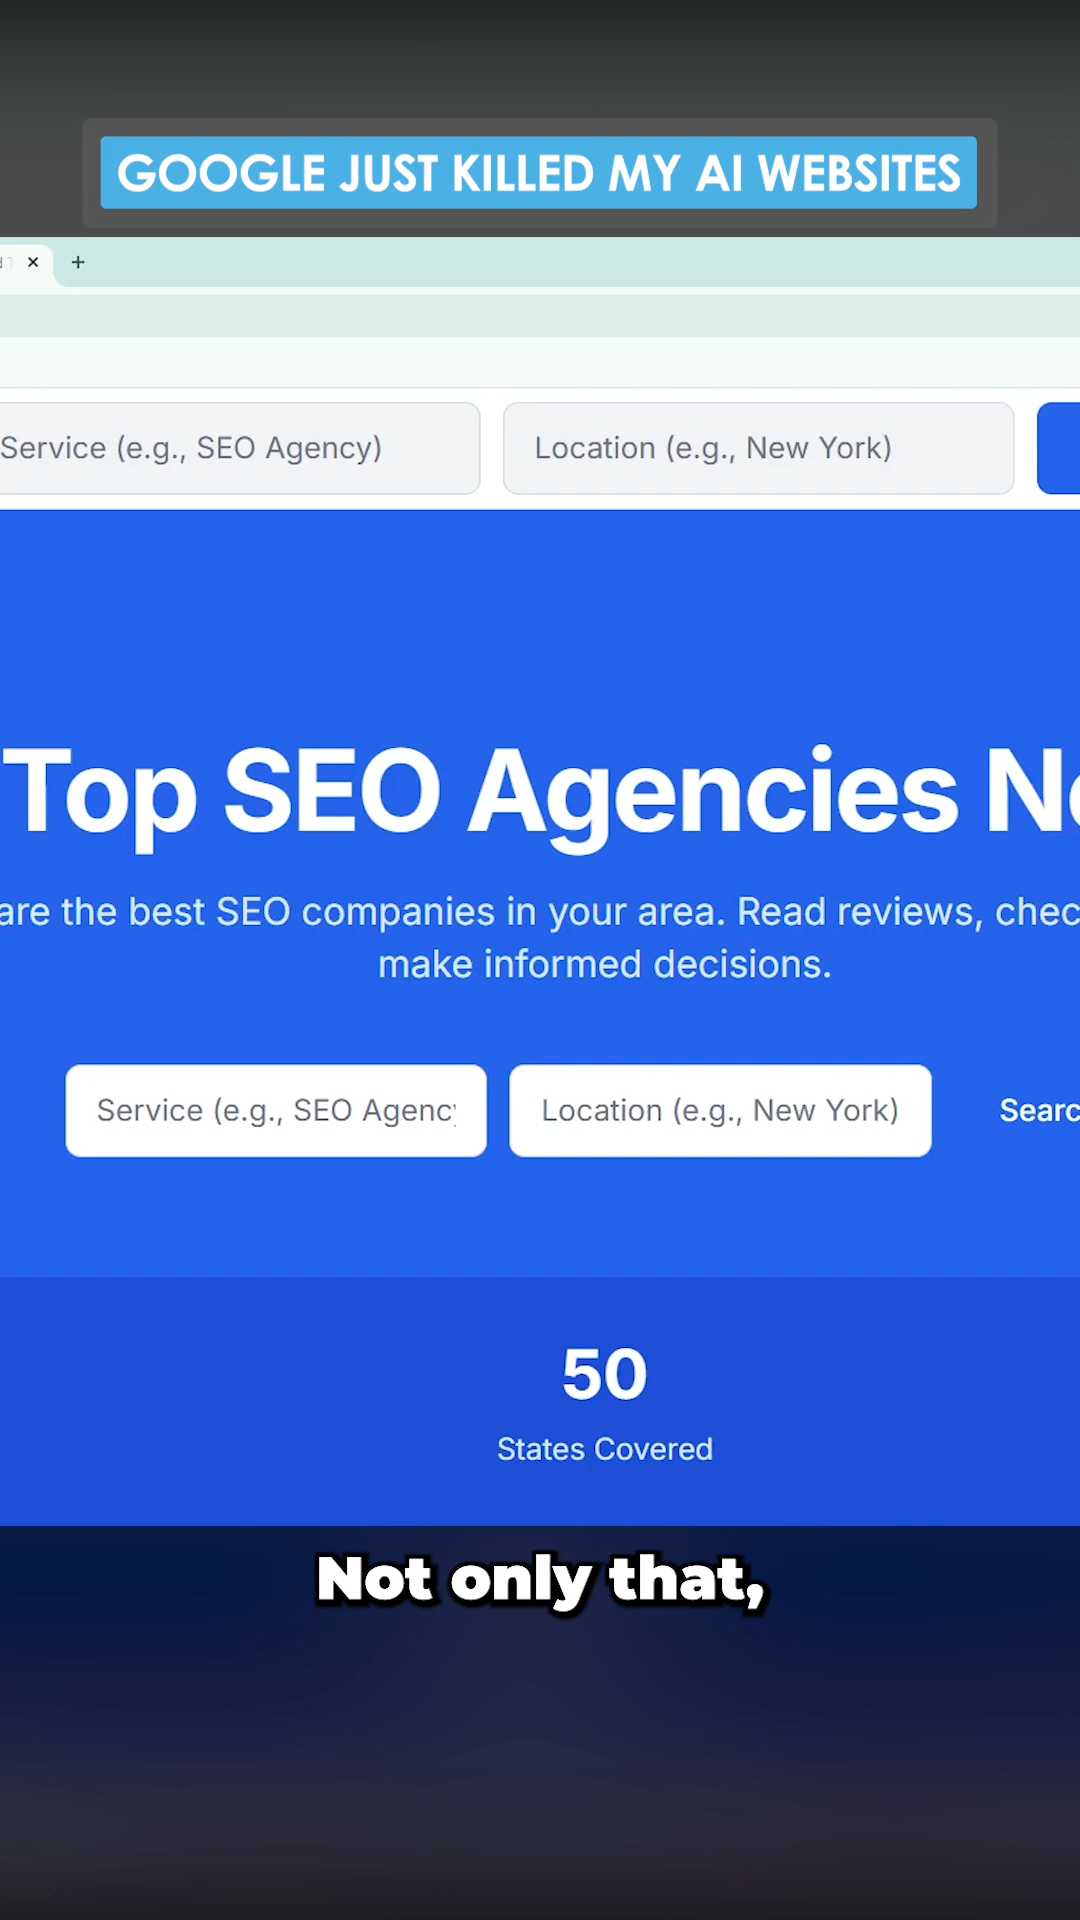 GOOGLE JUST KILLED MY AI WEBSITES
Service (e.g., SEO Agency)
Location (e.g., New York)
Top SEO Agencies
are the best SEO companies in your area. Read reviews,
make informed decisions.
Service (e.g., SEO Agency
Location (e.g., New York)
50
States Covered
Not only that,